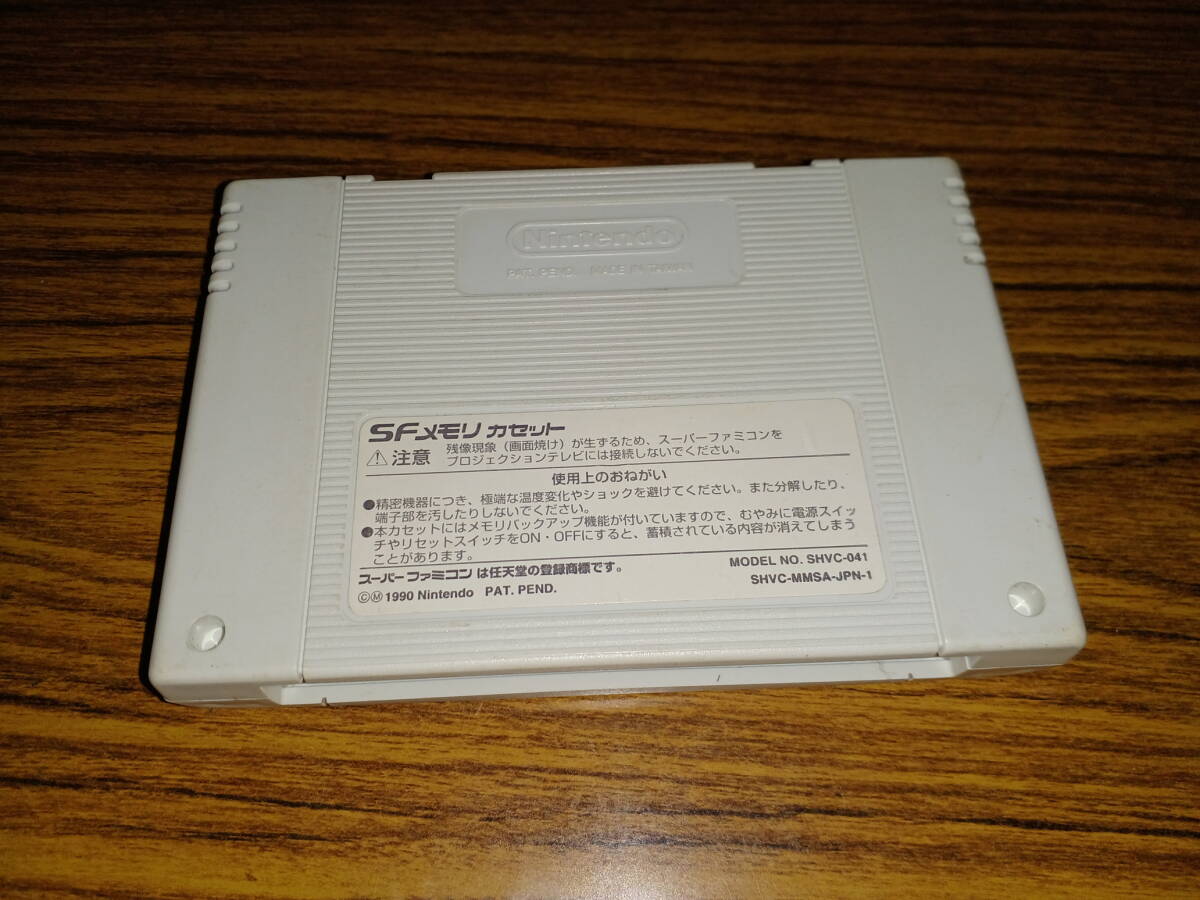 Nintendo
PAT. PEND. MADE IN TAIWAN
SFメモリ カセット
⚠注意 残像現象（画面焼け）が生ずるため、スーパーファミコンを
プロジェクションテレビには接続しないでください。
使用上のおねがい
●精密機器につき、極端な温度変化やショックを避けてください。また分解したり、
端子部を汚したりしないでください。
●本カセットにはメモリバックアップ機能が付いていますので、むやみに電源スイッ
チやリセットスイッチをON・OFFにすると、蓄積されている内容が消えてしまう
ことがあります。
スーパーファミコンは任天堂の登録商標です。
MODEL NO. SHVC-041
©Ⓜ1990 Nintendo PAT. PEND.
SHVC-MMSA-JPN-1